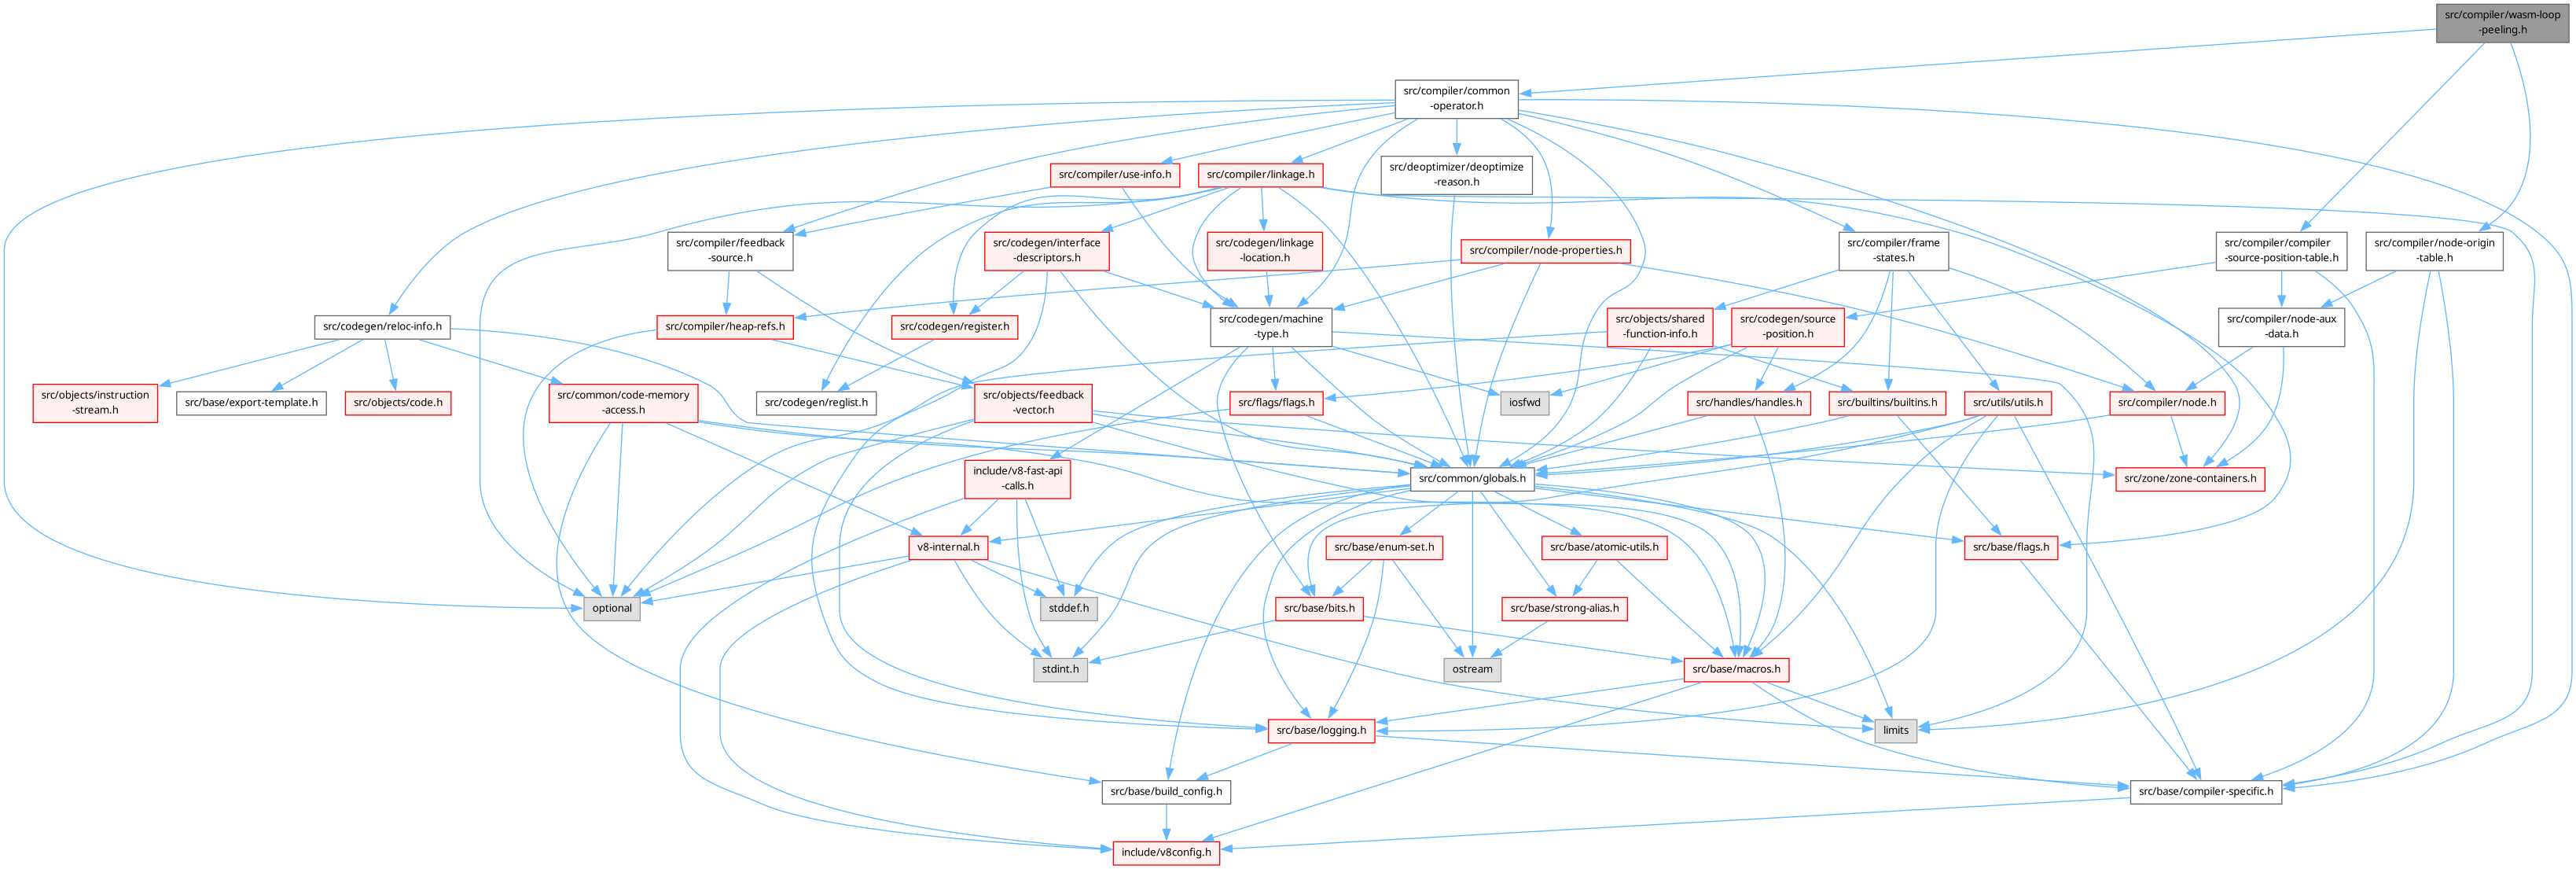 src/compiler/wasm-loop
-peeling.h
src/compiler/common
-operator.h
src/compiler/use-info.h
src/compiler/linkage.h
src/deoptimizer/deoptimize
-reason.h
src/compiler/feedback
-source.h
src/codegen/interface
-descriptors.h
src/codegen/linkage
-location.h
src/compiler/node-properties.h
src/compiler/frame
-states.h
src/compiler/compiler
-source-position-table.h
src/compiler/node-origin
-table.h
src/codegen/reloc-info.h
src/compiler/heap-refs.h
src/codegen/register.h
src/codegen/machine
-type.h
src/objects/shared
-function-info.h
src/codegen/source
-position.h
src/compiler/node-aux
-data.h
src/objects/instruction
-stream.h
src/base/export-template.h
src/objects/code.h
src/common/code-memory
-access.h
src/codegen/reglist.h
src/objects/feedback
-vector.h
src/flags/flags.h
iosfwd
src/handles/handles.h
src/builtins/builtins.h
src/utils/utils.h
src/compiler/node.h
include/v8-fast-api
-calls.h
src/common/globals.h
src/zone/zone-containers.h
v8-internal.h
src/base/enum-set.h
src/base/atomic-utils.h
src/base/flags.h
optional
stddef.h
src/base/bits.h
src/base/strong-alias.h
stdint.h
ostream
src/base/macros.h
src/base/logging.h
limits
src/base/build_config.h
src/base/compiler-specific.h
include/v8config.h